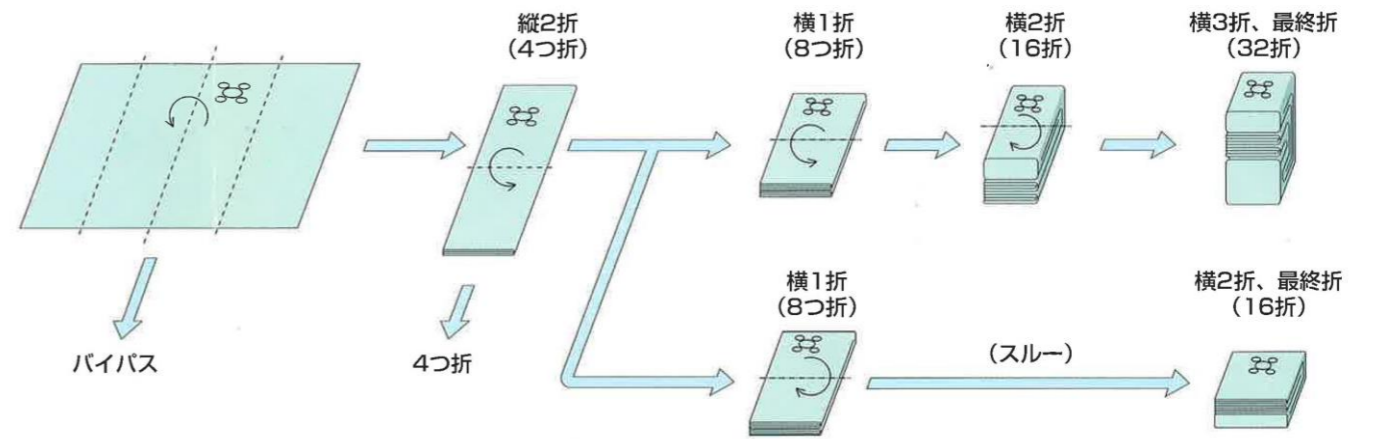 縦2折
(4つ折)
横1折
(8つ折)
横2折
(16折)
横3折、最終折
(32折)
バイパス
4つ折
横1折
(8つ折)
(スルー)
横2折、最終折
(16折)